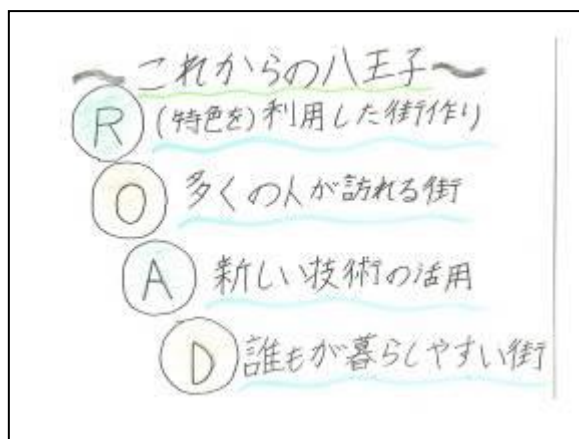 〜これからの八王子〜
R (特色を)利用した街作り
O 多くの人が訪れる街
A 新しい技術の活用
D 誰もが暮らしやすい街